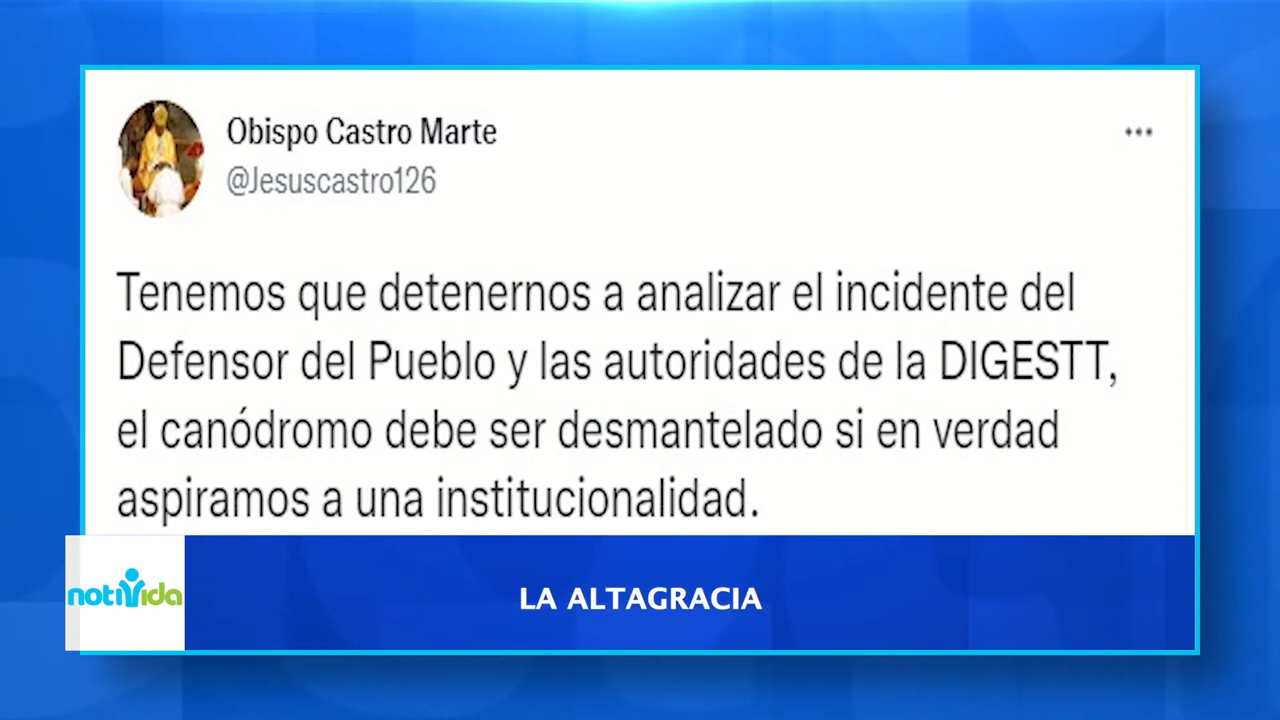 Obispo Castro Marte
@Jesuscastro126
Tenemos que detenernos a analizar el incidente del
Defensor del Pueblo y las autoridades de la DIGESTT,
el canódromo debe ser desmantelado si en verdad
aspiramos a una institucionalidad.
notiVida
LA ALTAGRACIA